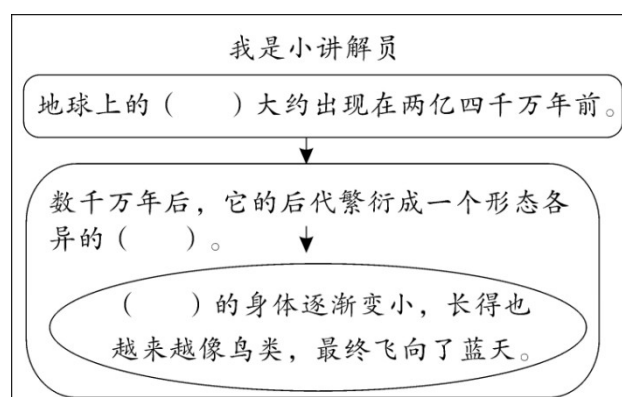 我是小讲解员
地球上的（　　）大约出现在两亿四千万年前。
数千万年后，它的后代繁衍成一个形态各
异的（　　）。
（　　）的身体逐渐变小，长得也
越来越像鸟类，最终飞向了蓝天。